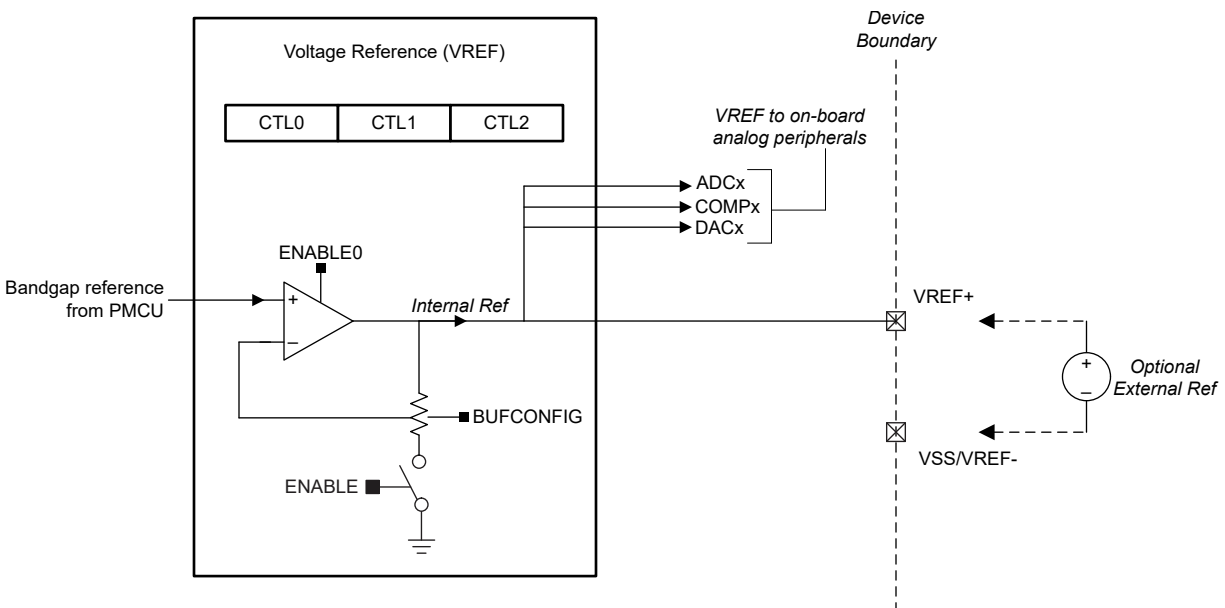 Device
Boundary
Voltage Reference (VREF)
CTL0 CTL1 CTL2
VREF to on-board
analog peripherals
ADCx
COMPx
DACx
ENABLE0
Bandgap reference
from PMCU
+
−
Internal Ref
VREF+
BUFCONFIG
ENABLE
+
−
Optional
External Ref
VSS/VREF-